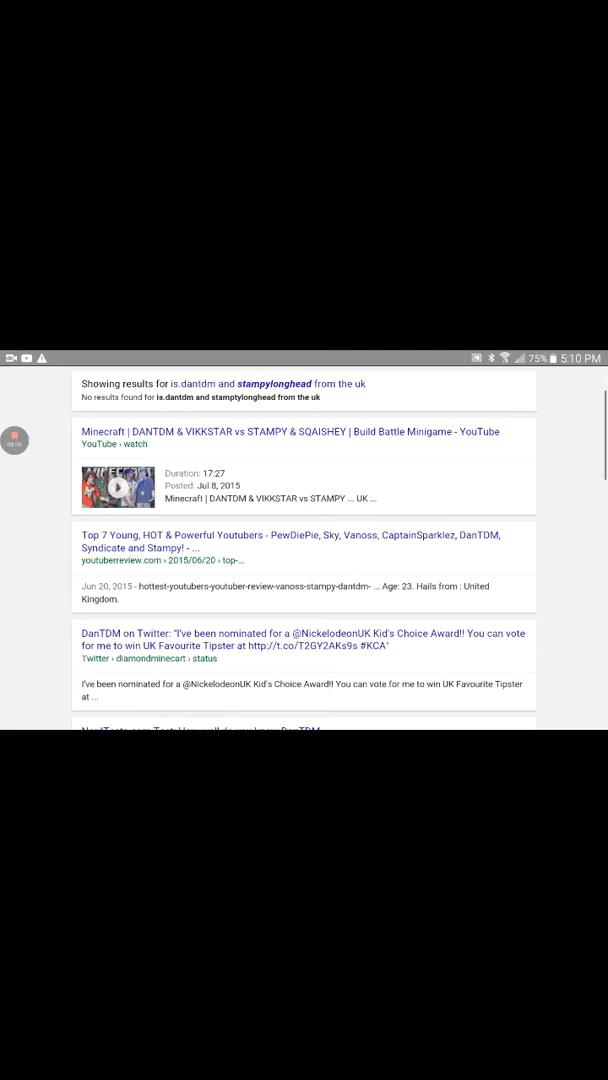 75% 5:10 PM
Showing results for is.dantdm and stampylonghead from the uk
No results found for is.dantdm and stamptylonghead from the uk
Minecraft | DANTDM & VIKKSTAR vs STAMPY & SQAISHEY | Build Battle Minigame - YouTube
YouTube › watch
Duration: 17:27
Posted: Jul 8, 2015
Minecraft | DANTDM & VIKKSTAR vs STAMPY ... UK ...
Top 7 Young, HOT & Powerful Youtubers - PewDiePie, Sky, Vanoss, CaptainSparklez, DanTDM,
Syndicate and Stampy! - ...
youtuberreview.com › 2015/06/20 › top-...
Jun 20, 2015 - hottest-youtubers-youtuber-review-vanoss-stampy-dantdm- ... Age: 23. Hails from : United
Kingdom.
DanTDM on Twitter: "I've been nominated for a @NickelodeonUK Kid's Choice Award!! You can vote
for me to win UK Favourite Tipster at http://t.co/T2GY2AKs9s #KCA"
Twitter › diamondminecart › status
I've been nominated for a @NickelodeonUK Kid's Choice Award!! You can vote for me to win UK Favourite Tipster
at ...